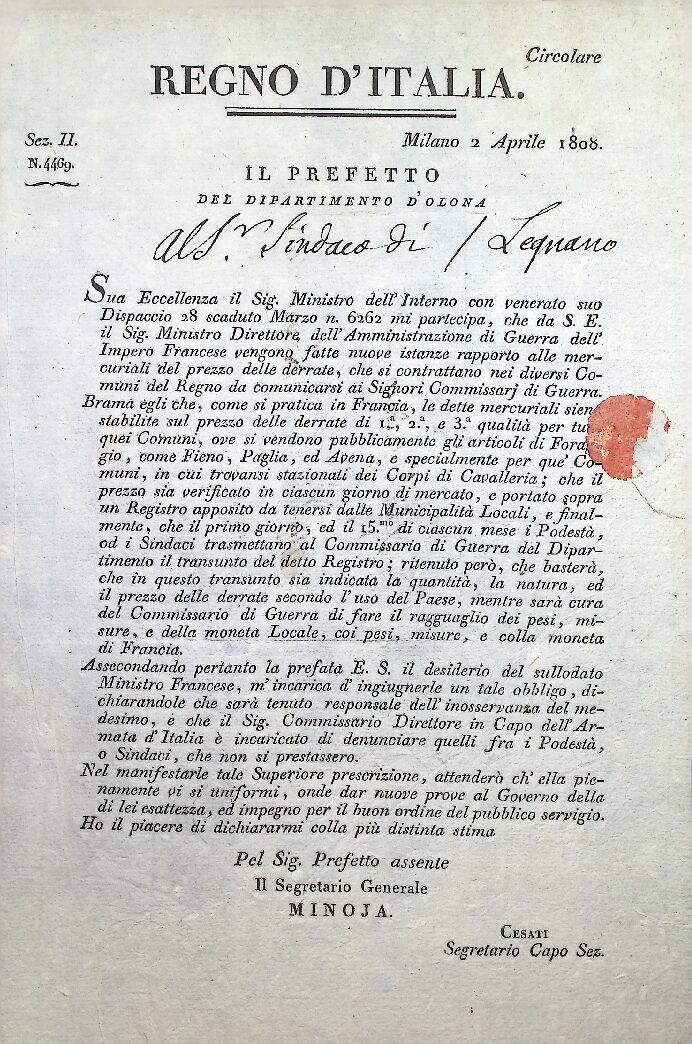 Circolare
REGNO D'ITALIA.
Sez. II.
Milano 2 Aprile 1808.
N. 4469.
IL PREFETTO
DEL DIPARTIMENTO D'OLONA
Al S.r Sindaco di / Legnano
Sua Eccellenza il Sig. Ministro dell'Interno con venerato suo
Dispaccio 28 scaduto Marzo n. 6262 mi partecipa, che da S. E.
il Sig. Ministro Direttore dell'Amministrazione di Guerra dell'
Impero Francese vengono fatte nuove istanze rapporto alle mer-
curiali del prezzo delle derrate, che si contrattano nei diversi Co-
muni del Regno da comunicarsi ai Signori Commissarj di Guerra.
Brama egli che, come si pratica in Francia, le dette mercuriali sien
stabilite sul prezzo delle derrate di 1.ª, 2.ª, e 3.ª qualità per tu
quei Comuni, ove si vendono pubblicamente gli articoli di Forag-
gio, come Fieno, Paglia, ed Avena, e specialmente per que' Co-
muni, in cui trovansi stazionati dei Corpi di Cavalleria; che il
prezzo sia verificato in ciascun giorno di mercato, e portato sopra
un Registro apposito da tenersi dalle Municipalità Locali, e final-
mente, che il primo giorno, ed il 15.mo di ciascun mese i Podestà,
od i Sindaci trasmettano al Commissario di Guerra del Dipar-
timento il transunto del detto Registro; ritenuto però, che basterà,
che in questo transunto sia indicata la quantità, la natura, ed
il prezzo delle derrate secondo l'uso del Paese, mentre sarà cura
del Commissario di Guerra di fare il ragguaglio dei pesi, mi-
sure, e della moneta Locale, coi pesi, misure, e colla moneta
di Francia.
Assecondando pertanto la prefata E. S. il desiderio del sullodato
Ministro Francese, m'incarica d'ingiugnerle un tale obbligo, di-
chiarandole che sarà tenuto responsale dell'inosservanza del me-
desimo, e che il Sig. Commissario Direttore in Capo dell'Ar-
mata d'Italia è incaricato di denunciare quelli fra i Podestà,
o Sindaci, che non si prestassero.
Nel manifestarle tale Superiore prescrizione, attenderò ch'ella pie-
namente vi si uniformi, onde dar nuove prove al Governo della
di lei esattezza, ed impegno per il buon ordine del pubblico servigio.
Ho il piacere di dichiararmi colla più distinta stima
Pel Sig. Prefetto assente
Il Segretario Generale
MINOJA.
CESATI
Segretario Capo Sez.